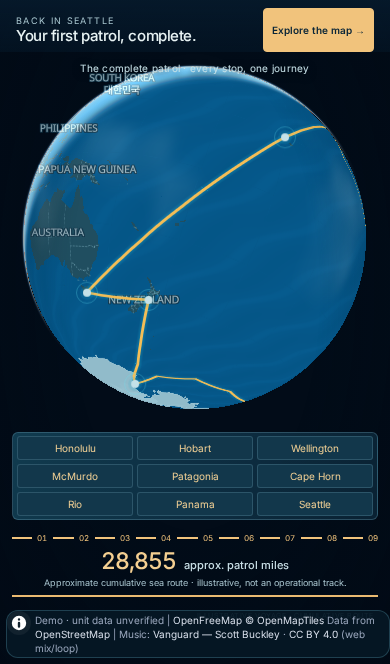 BACK IN SEATTLE
Your first patrol, complete.
Explore the map →
The complete patrol · every stop, one journey
SOUTH KOREA
대한민국
PHILIPPINES
PAPUA NEW GUINEA
AUSTRALIA
NEW ZEALAND
Honolulu
Hobart
Wellington
McMurdo
Patagonia
Cape Horn
Rio
Panama
Seattle
01 02 03 04 05 06 07 08 09
28,855 approx. patrol miles
Approximate cumulative sea route · illustrative, not an operational track.
Demo · unit data unverified | OpenFreeMap © OpenMapTiles Data from
OpenStreetMap | Music: Vanguard — Scott Buckley · CC BY 4.0 (web
mix/loop)